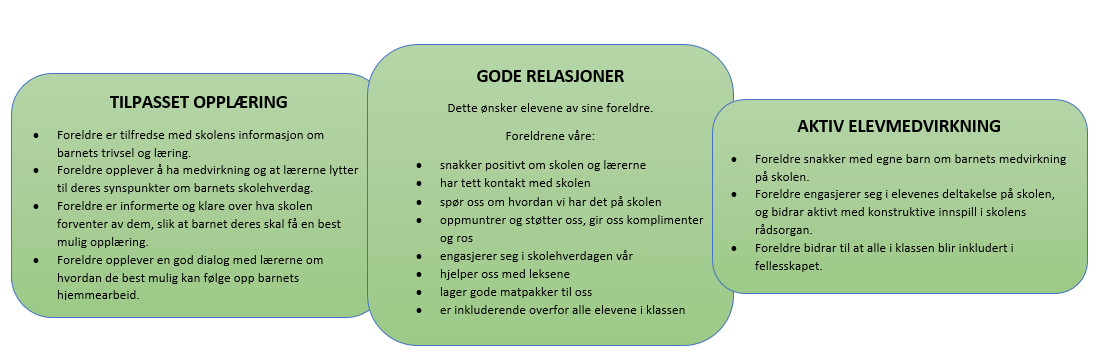 TILPASSET OPPLÆRING
• Foreldre er tilfredse med skolens informasjon om
barnets trivsel og læring.
• Foreldre opplever å ha medvirkning og at lærerne lytter
til deres synspunkter om barnets skolehverdag.
• Foreldre er informerte og klare over hva skolen
forventer av dem, slik at barnet deres skal få en best
mulig opplæring.
• Foreldre opplever en god dialog med lærerne om
hvordan de best mulig kan følge opp barnets
hjemmearbeid.
GODE RELASJONER
Dette ønsker elevene av sine foreldre.
Foreldrene våre:
• snakker positivt om skolen og lærerne
• har tett kontakt med skolen
• spør oss om hvordan vi har det på skolen
• oppmuntrer og støtter oss, gir oss komplimenter
og ros
• engasjerer seg i skolehverdagen vår
• hjelper oss med leksene
• lager gode matpakker til oss
• er inkluderende overfor alle elevene i klassen
AKTIV ELEVMEDVIRKNING
• Foreldre snakker med egne barn om barnets medvirkning
på skolen.
• Foreldre engasjerer seg i elevenes deltakelse på skolen,
og bidrar aktivt med konstruktive innspill i skolens
rådsorgan.
• Foreldre bidrar til at alle i klassen blir inkludert i
fellesskapet.